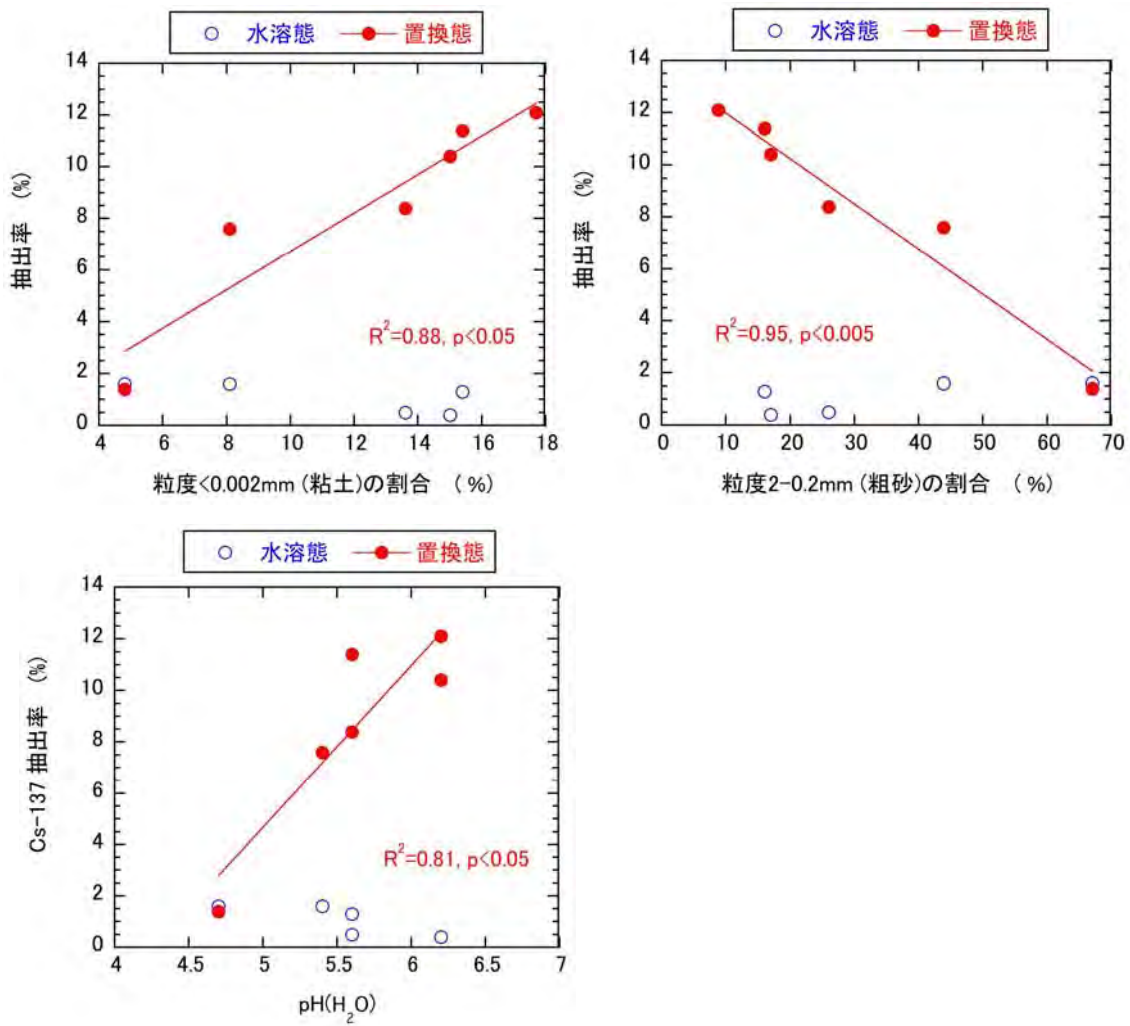 水溶態 置換態
14
12
10
8
6
4
2
0
抽出率 (%)
R²=0.88, p<0.05
4 6 8 10 12 14 16 18
粒度<0.002mm (粘土)の割合 (%)
水溶態 置換態
14
12
10
8
6
4
2
0
抽出率 (%)
R²=0.95, p<0.005
0 10 20 30 40 50 60 70
粒度2-0.2mm (粗砂)の割合 (%)
水溶態 置換態
14
12
10
8
6
4
2
0
Cs-137 抽出率 (%)
R²=0.81, p<0.05
4 4.5 5 5.5 6 6.5 7
pH(H₂O)